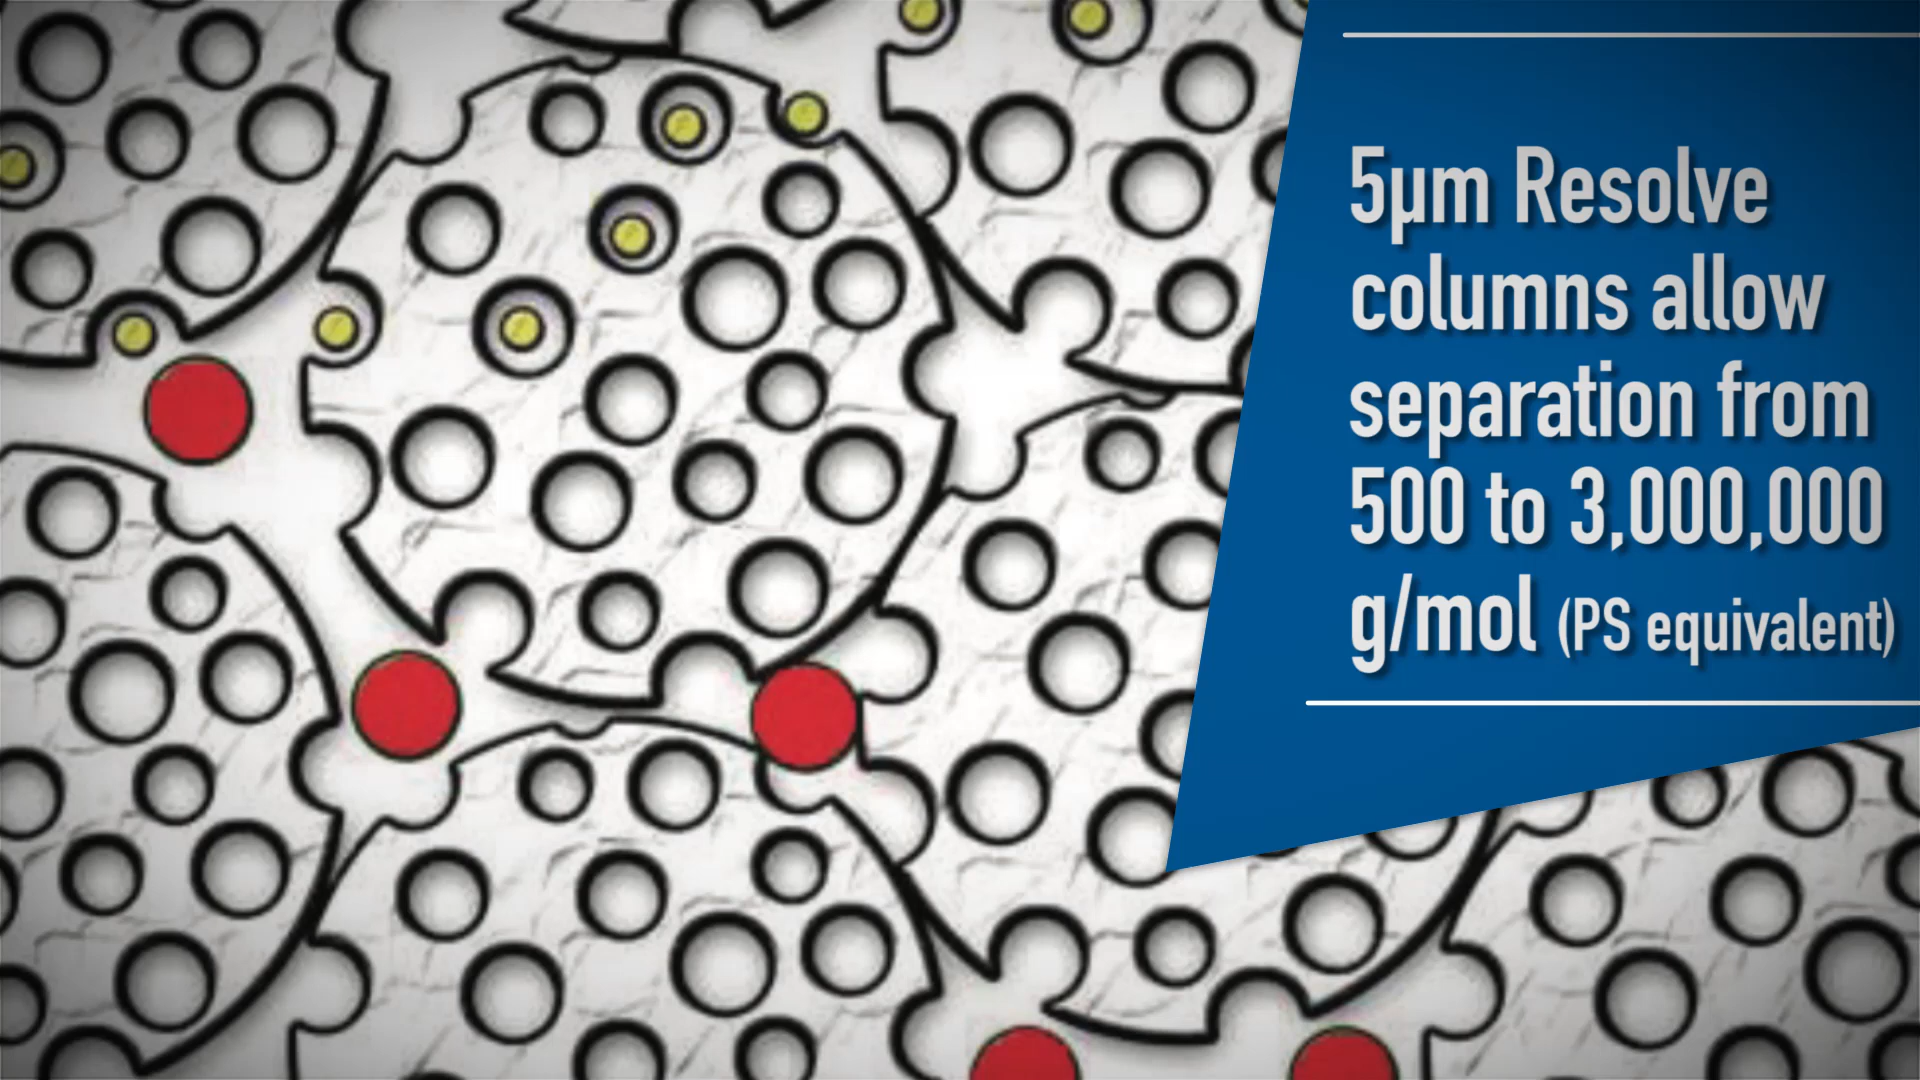 5µm Resolve
columns allow
separation from
500 to 3,000,000
g/mol (PS equivalent)